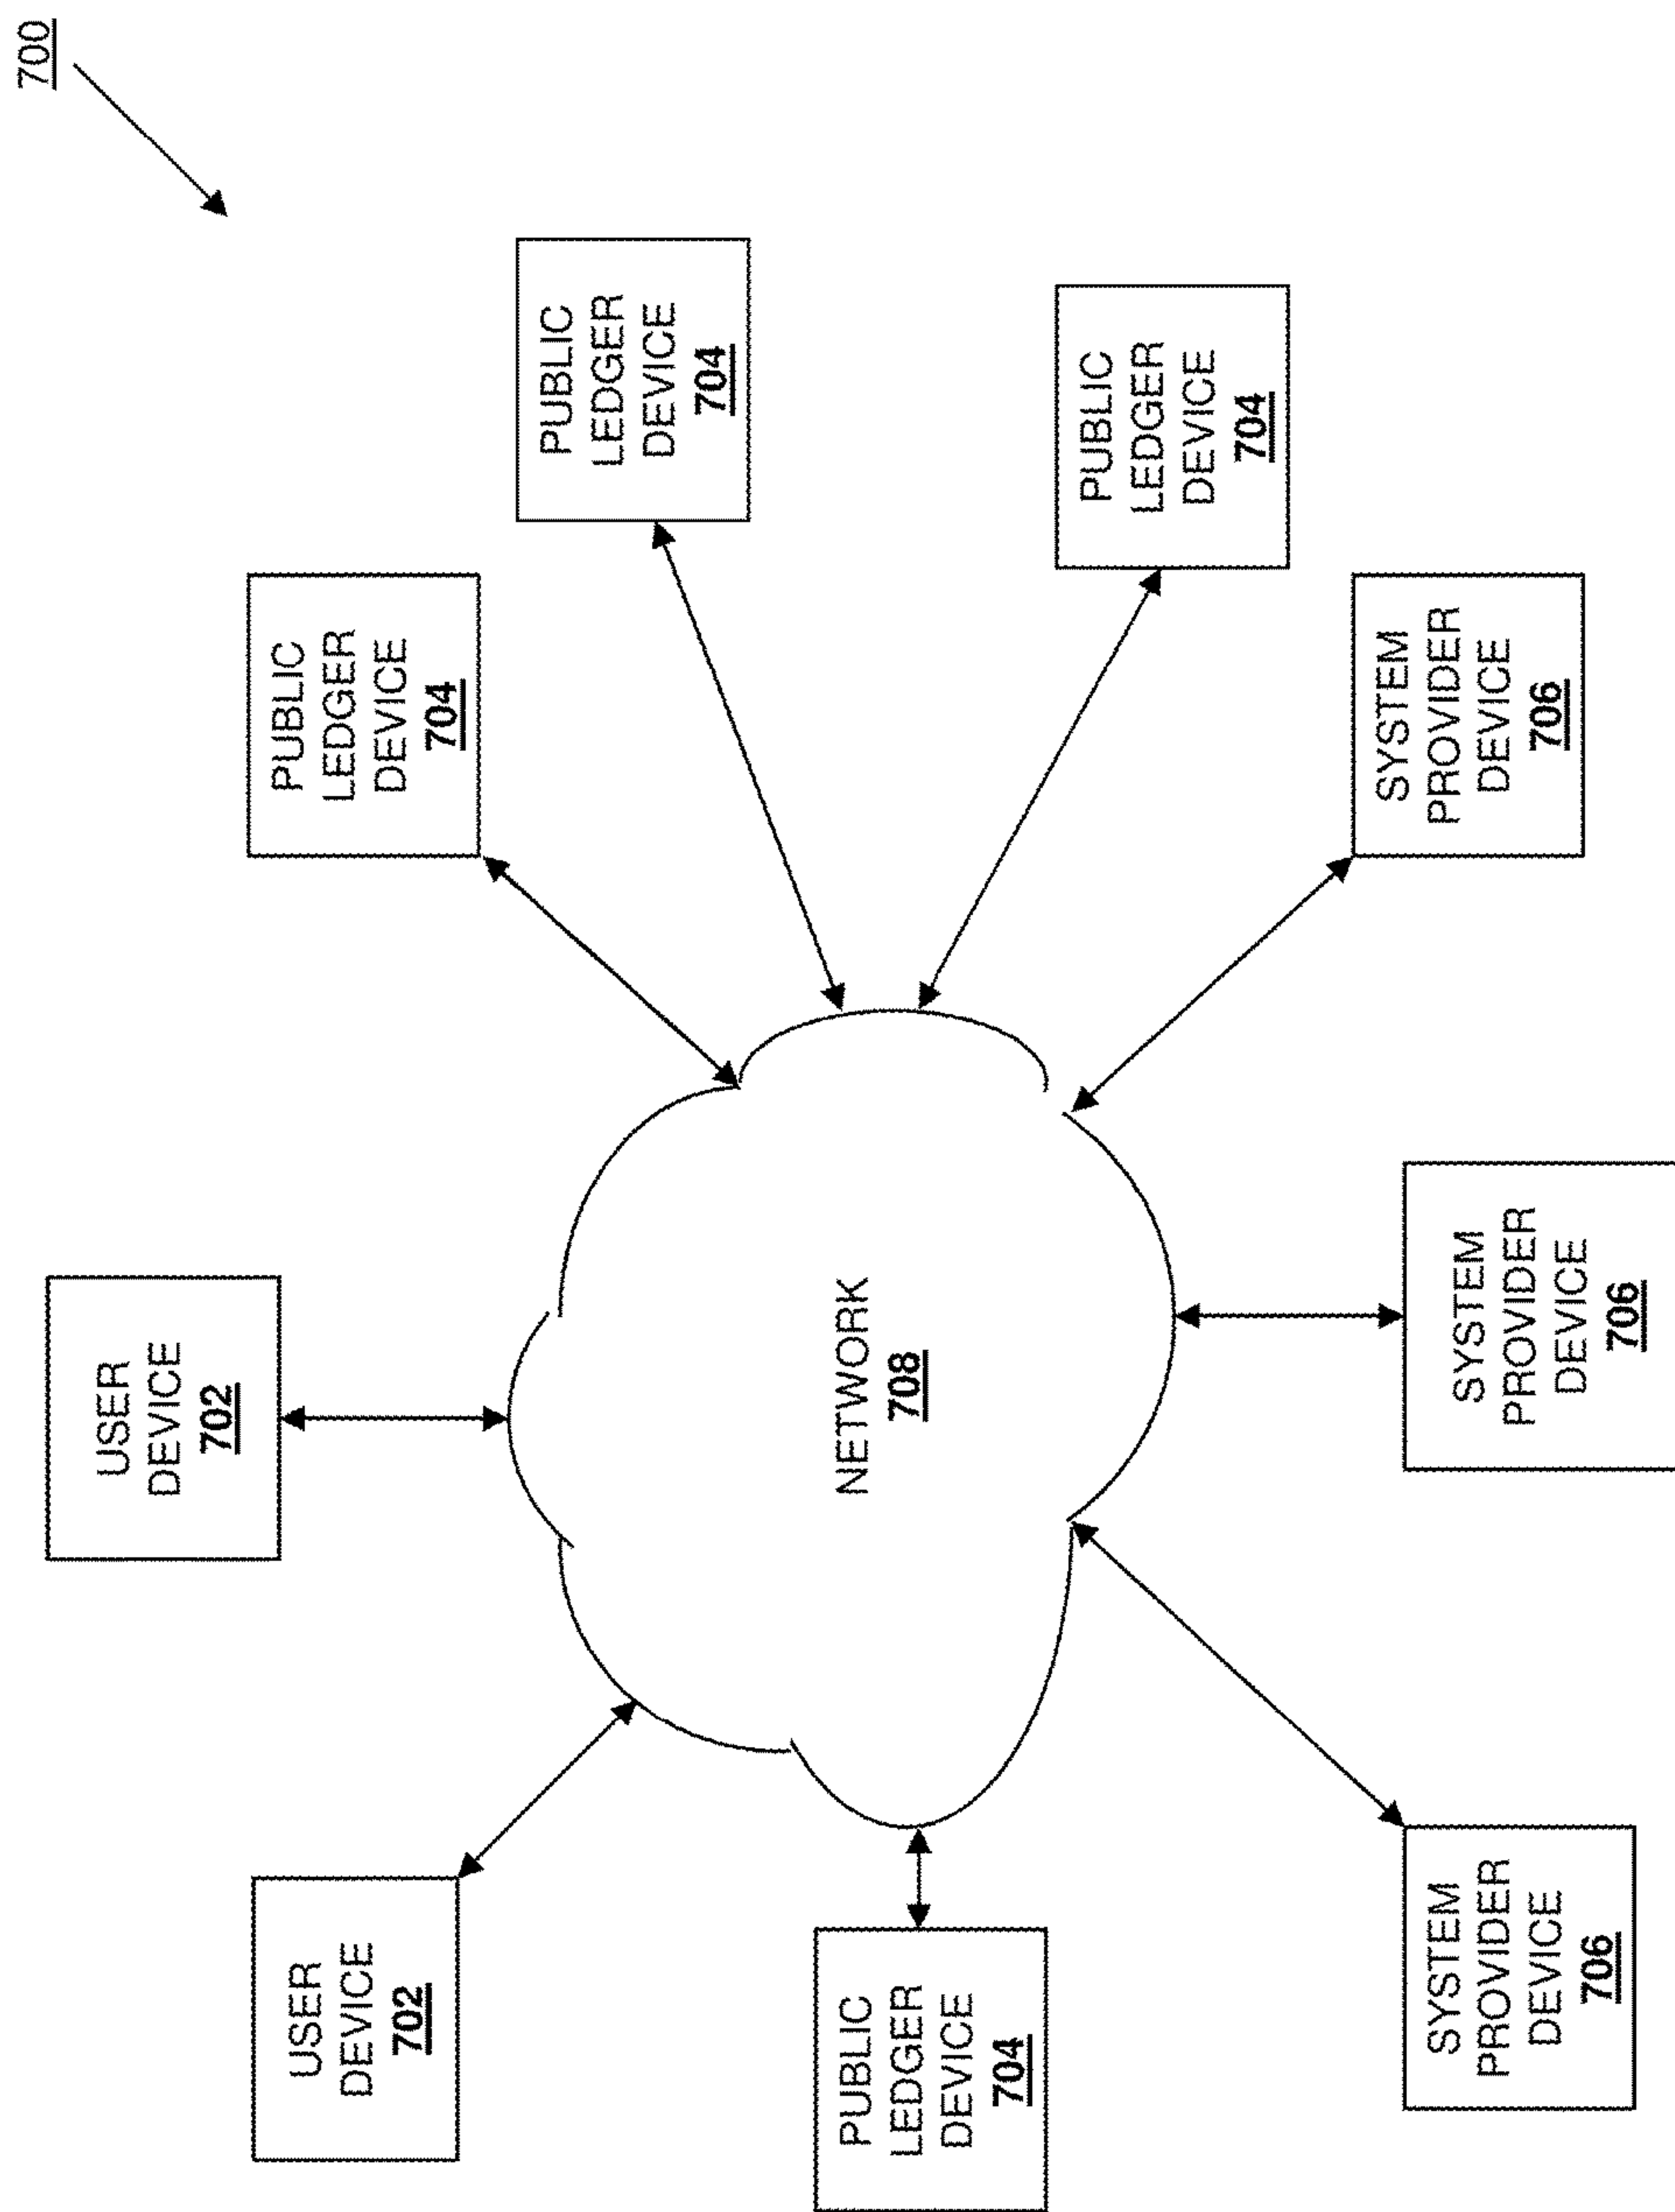 700
USER
DEVICE
702
USER
DEVICE
702
PUBLIC
LEDGER
DEVICE
704
PUBLIC
LEDGER
DEVICE
704
PUBLIC
LEDGER
DEVICE
704
NETWORK
708
PUBLIC
LEDGER
DEVICE
704
SYSTEM
PROVIDER
DEVICE
706
SYSTEM
PROVIDER
DEVICE
706
SYSTEM
PROVIDER
DEVICE
706